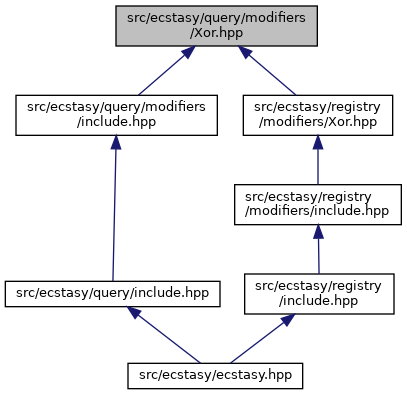 src/ecstasy/query/modifiers
/Xor.hpp
src/ecstasy/query/modifiers
/include.hpp
src/ecstasy/registry
/modifiers/Xor.hpp
src/ecstasy/registry
/modifiers/include.hpp
src/ecstasy/query/include.hpp
src/ecstasy/registry
/include.hpp
src/ecstasy/ecstasy.hpp